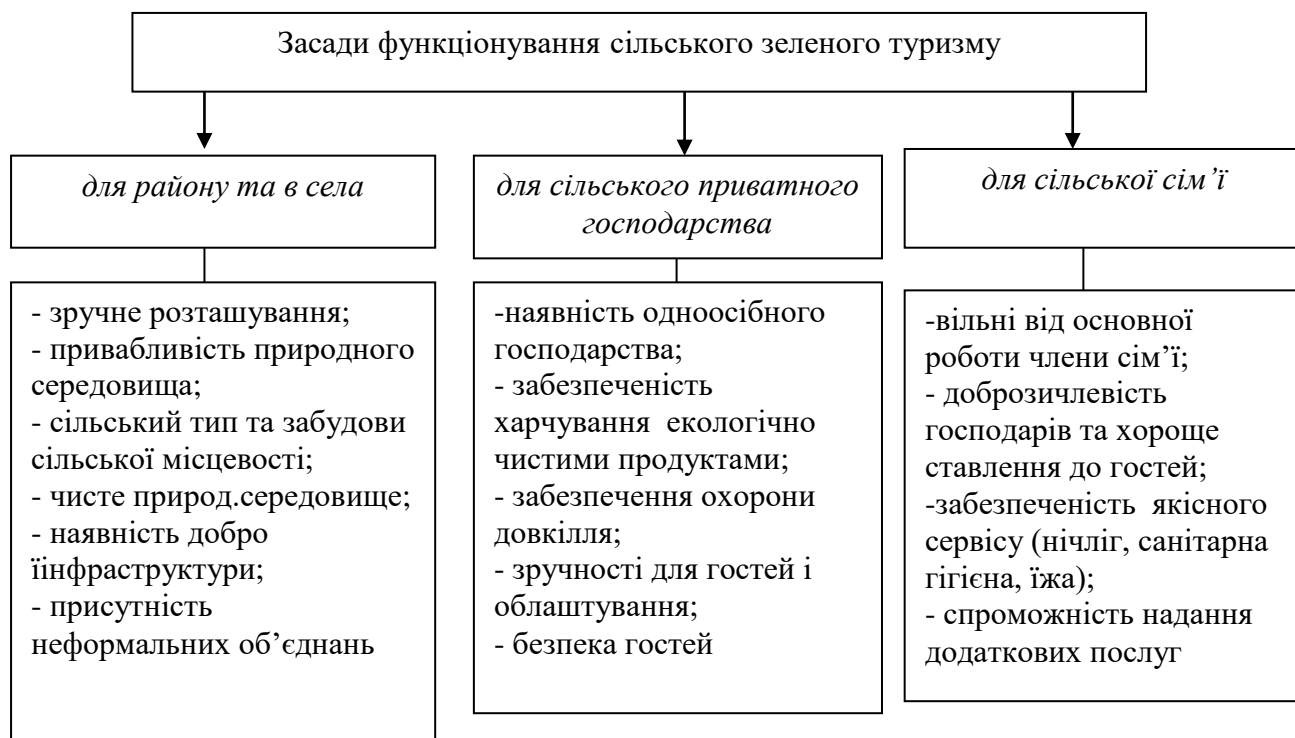 Засади функціонування сільського зеленого туризму
для району та в села
- зручне розташування;
- привабливість природного
середовища;
- сільський тип та забудови
сільської місцевості;
- чисте природ.середовище;
- наявність добро
їінфраструктури;
- присутність
неформальних об’єднань
для сільського приватного
господарства
-наявність одноосібного
господарства;
- забезпеченість
харчування екологічно
чистими продуктами;
- забезпечення охорони
довкілля;
- зручності для гостей і
облаштування;
- безпека гостей
для сільської сім’ї
-вільні від основної
роботи члени сім’ї;
- доброзичлевість
господарів та хороще
ставлення до гостей;
-забезпеченість якісного
сервісу (нічліг, санітарна
гігієна, їжа);
- спроможність надання
додаткових послуг